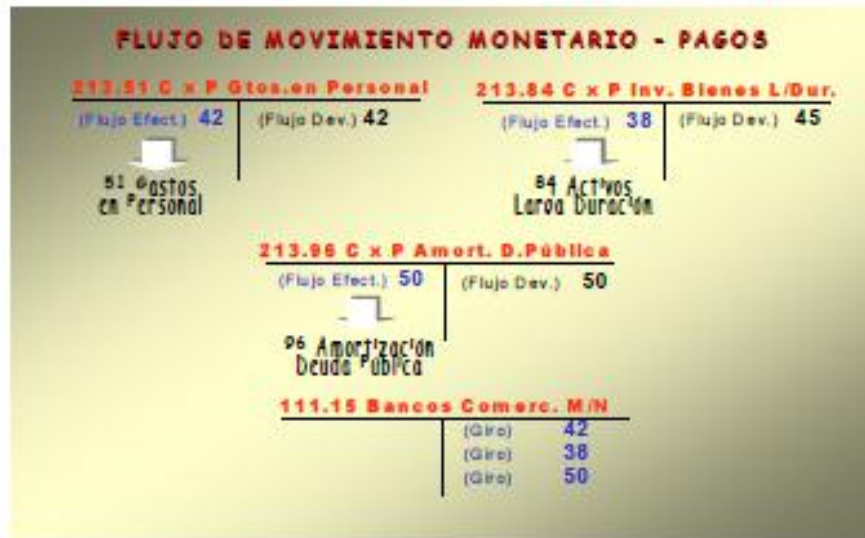 FLUJO DE MOVIMIENTO MONETARIO - PAGOS
213.51 C x P Gtos.en Personal
(Flujo Efect.) 42 (Flujo Dev.) 42
51 Gastos
en Personal
213.84 C x P Inv. Bienes L/Dur.
(Flujo Efect.) 38 (Flujo Dev.) 45
84 Activos
Larga Duración
213.96 C x P Amort. D.Pública
(Flujo Efect.) 50 (Flujo Dev.) 50
96 Amortización
Deuda Pública
111.15 Bancos Comerc. M/N
(Giro) 42
(Giro) 38
(Giro) 50